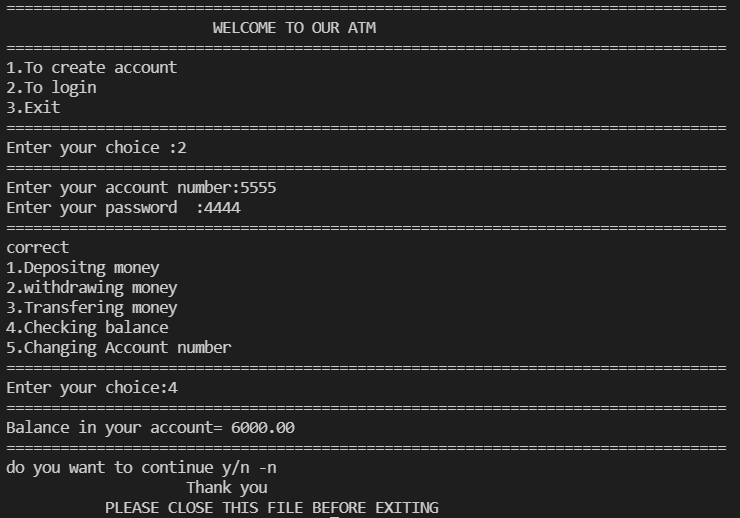 ================================================================================
WELCOME TO OUR ATM
================================================================================
1.To create account
2.To login
3.Exit
================================================================================
Enter your choice :2
================================================================================
Enter your account number:5555
Enter your password  :4444
================================================================================
correct
1.Depositng money
2.withdrawing money
3.Transfering money
4.Checking balance
5.Changing Account number
================================================================================
Enter your choice:4
================================================================================
Balance in your account= 6000.00
================================================================================
do you want to continue y/n -n
Thank you
PLEASE CLOSE THIS FILE BEFORE EXITING